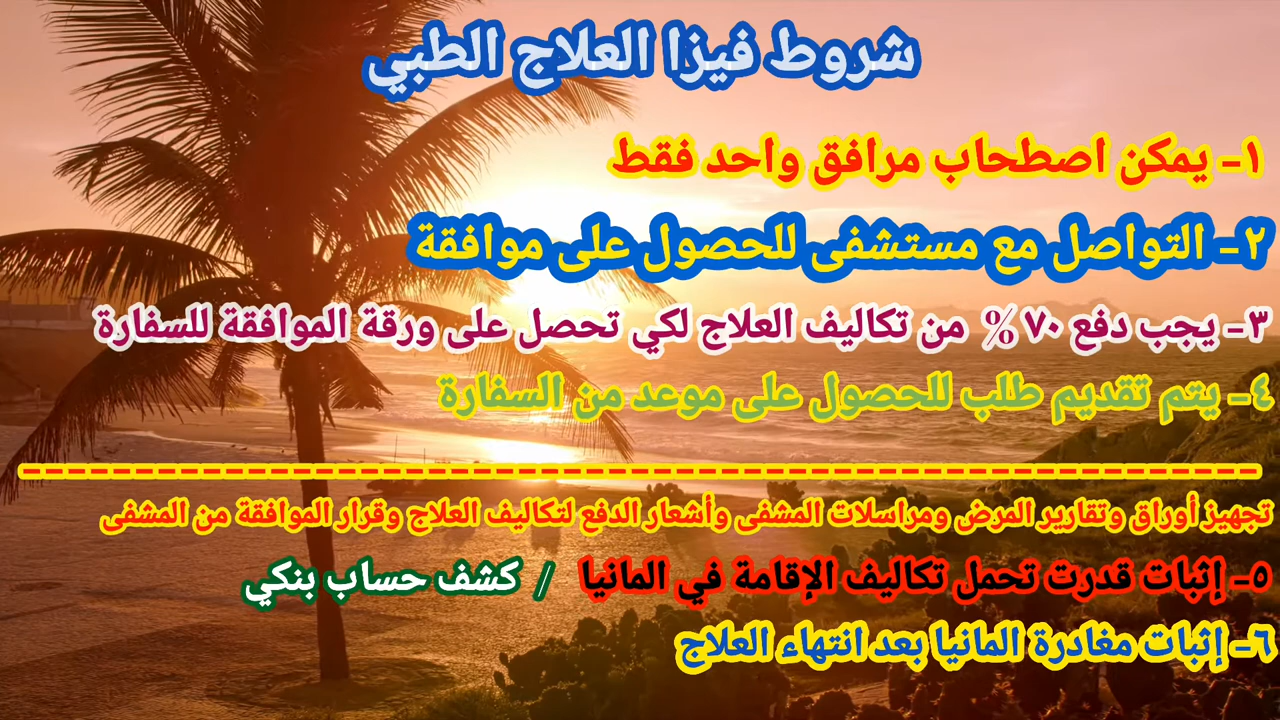 شروط فيزا العلاج الطبي
١- يمكن اصطحاب مرافق واحد فقط
٢- التواصل مع مستشفى للحصول على موافقة
٣- يجب دفع ٧٠% من تكاليف العلاج لكي تحصل على ورقة الموافقة للسفارة
٤- يتم تقديم طلب للحصول على موعد من السفارة
تجهيز أوراق وتقارير المرض ومراسلات المشفى وأشعار الدفع لتكاليف العلاج وقرار الموافقة من المشفى
٥- إثبات قدرت تحمل تكاليف الإقامة في المانيا / كشف حساب بنكي
٦- إثبات مغادرة المانيا بعد انتهاء العلاج